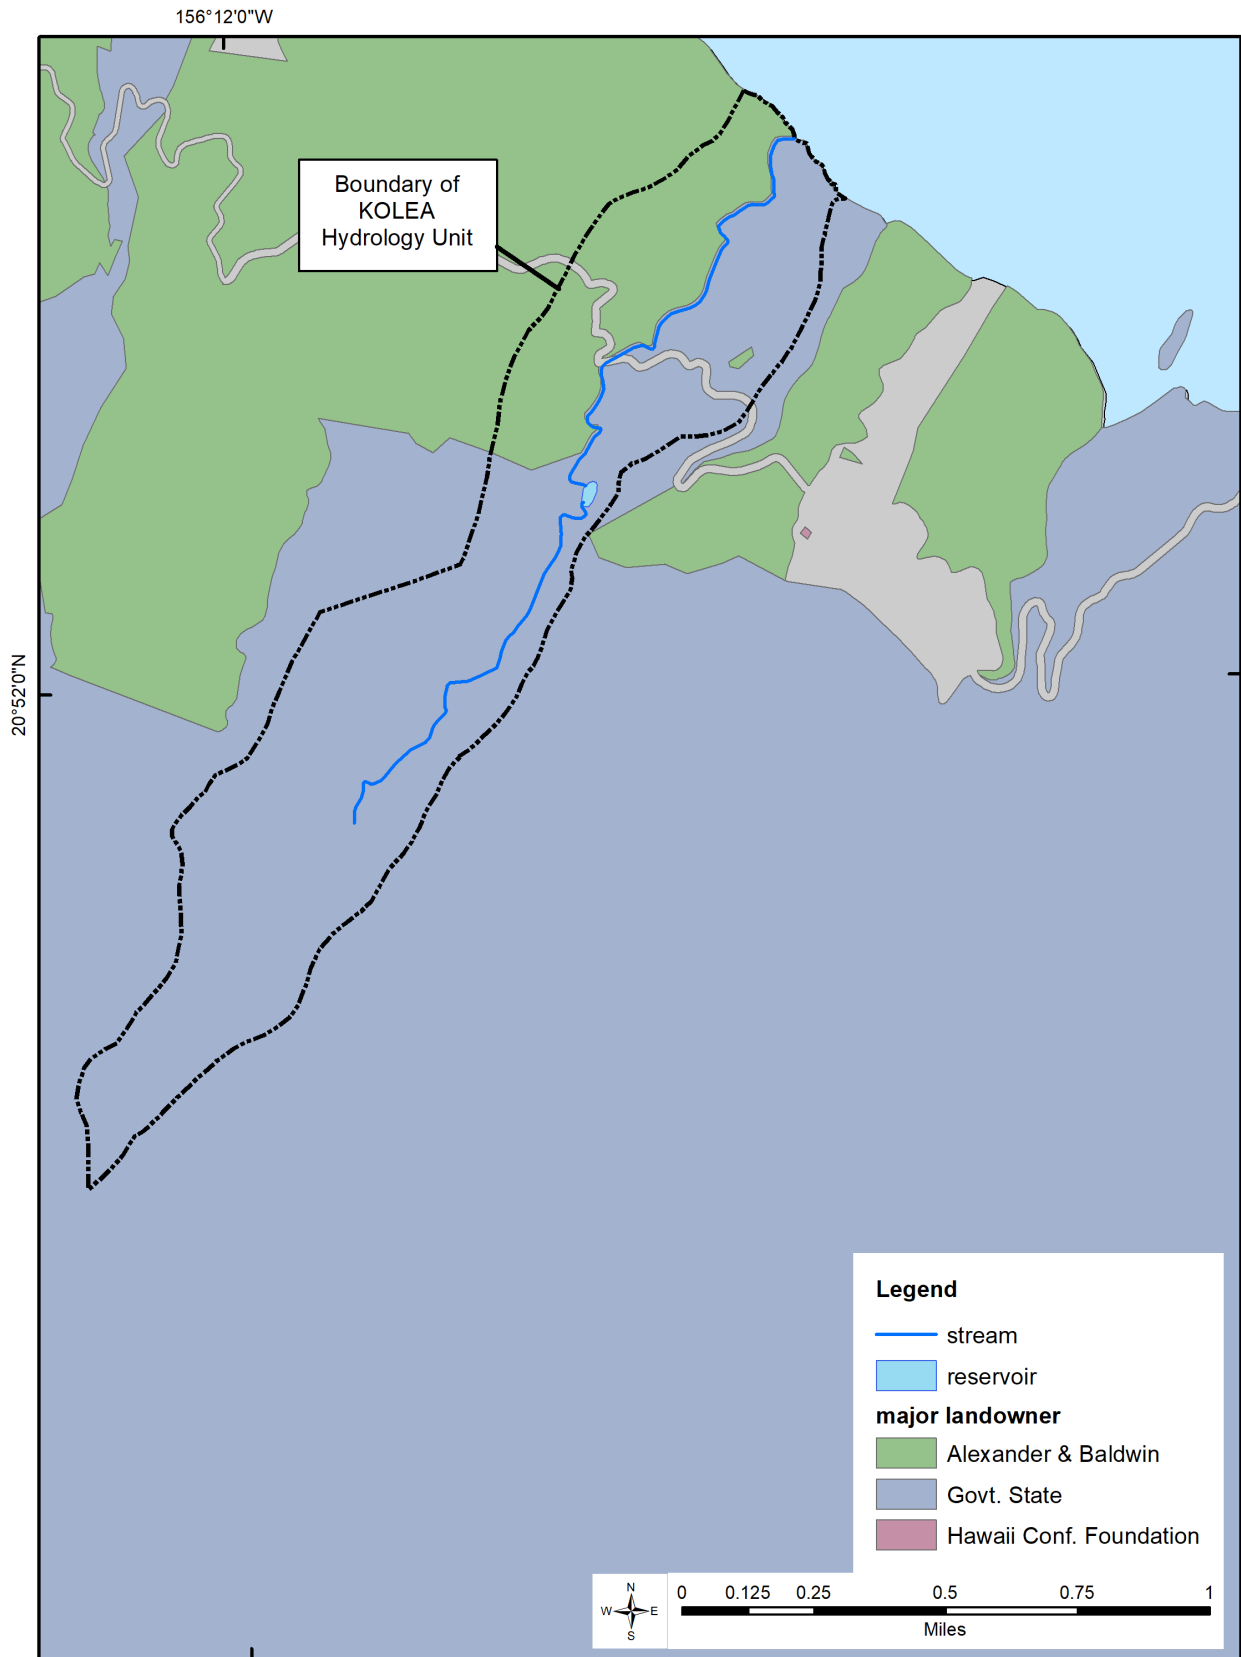 156°12'0"W
Boundary of
KOLEA
Hydrology Unit
20°52'0"N
Legend
stream
reservoir
major landowner
Alexander & Baldwin
Govt. State
Hawaii Conf. Foundation
N
W E
S
0 0.125 0.25 0.5 0.75 1
Miles